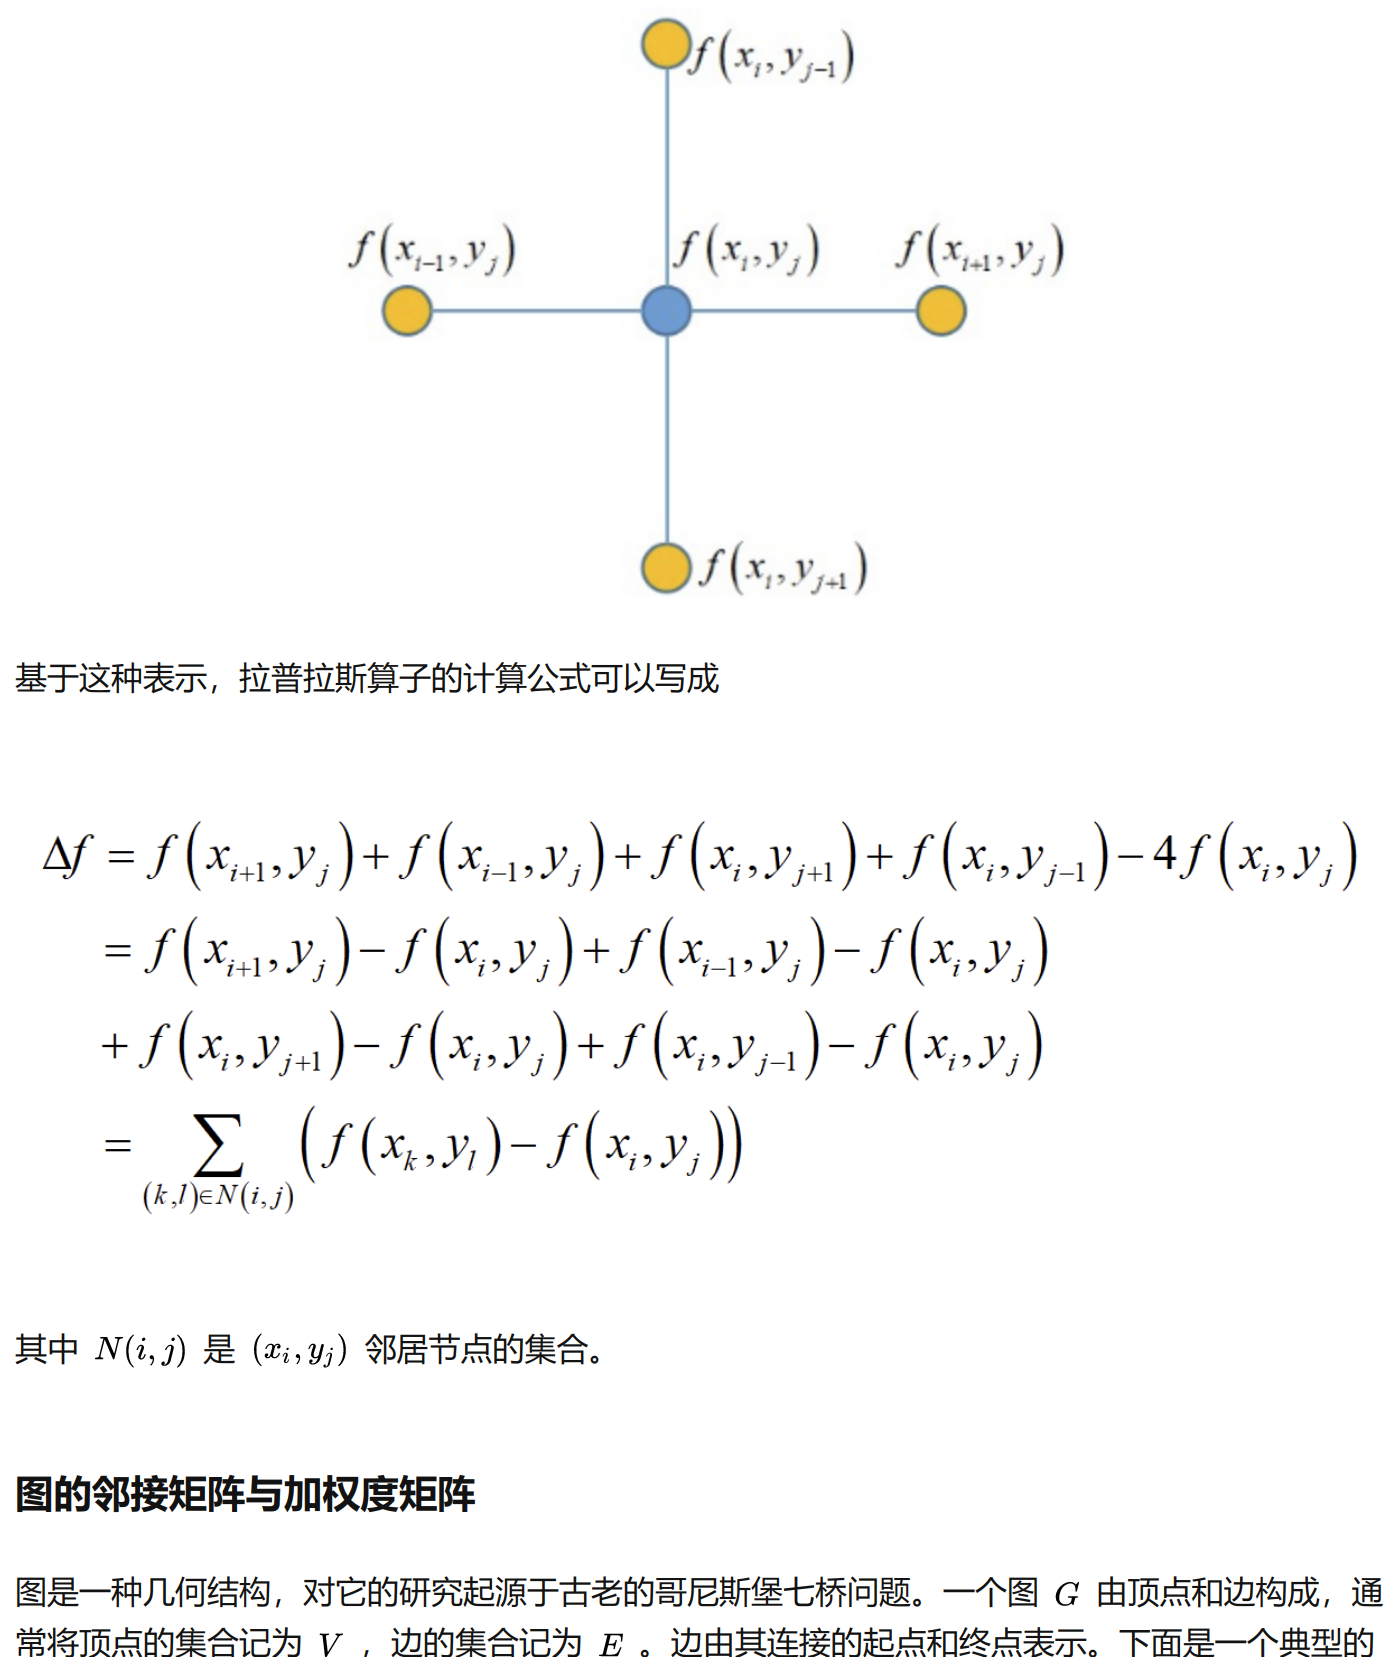 f(x_i, y_{j-1})
f(x_{i-1}, y_j) f(x_i, y_j) f(x_{i+1}, y_j)
f(x_i, y_{j+1})
基于这种表示，拉普拉斯算子的计算公式可以写成
Δf = f(x_{i+1}, y_j) + f(x_{i-1}, y_j) + f(x_i, y_{j+1}) + f(x_i, y_{j-1}) − 4f(x_i, y_j)
= f(x_{i+1}, y_j) − f(x_i, y_j) + f(x_{i-1}, y_j) − f(x_i, y_j)
+ f(x_i, y_{j+1}) − f(x_i, y_j) + f(x_i, y_{j-1}) − f(x_i, y_j)
= ∑_{(k,l)∈N(i,j)} (f(x_k, y_l) − f(x_i, y_j))
其中 N(i, j) 是 (x_i, y_j) 邻居节点的集合。
图的邻接矩阵与加权度矩阵
图是一种几何结构，对它的研究起源于古老的哥尼斯堡七桥问题。一个图 G 由顶点和边构成，通
常将顶点的集合记为 V ，边的集合记为 E 。边由其连接的起点和终点表示。下面是一个典型的